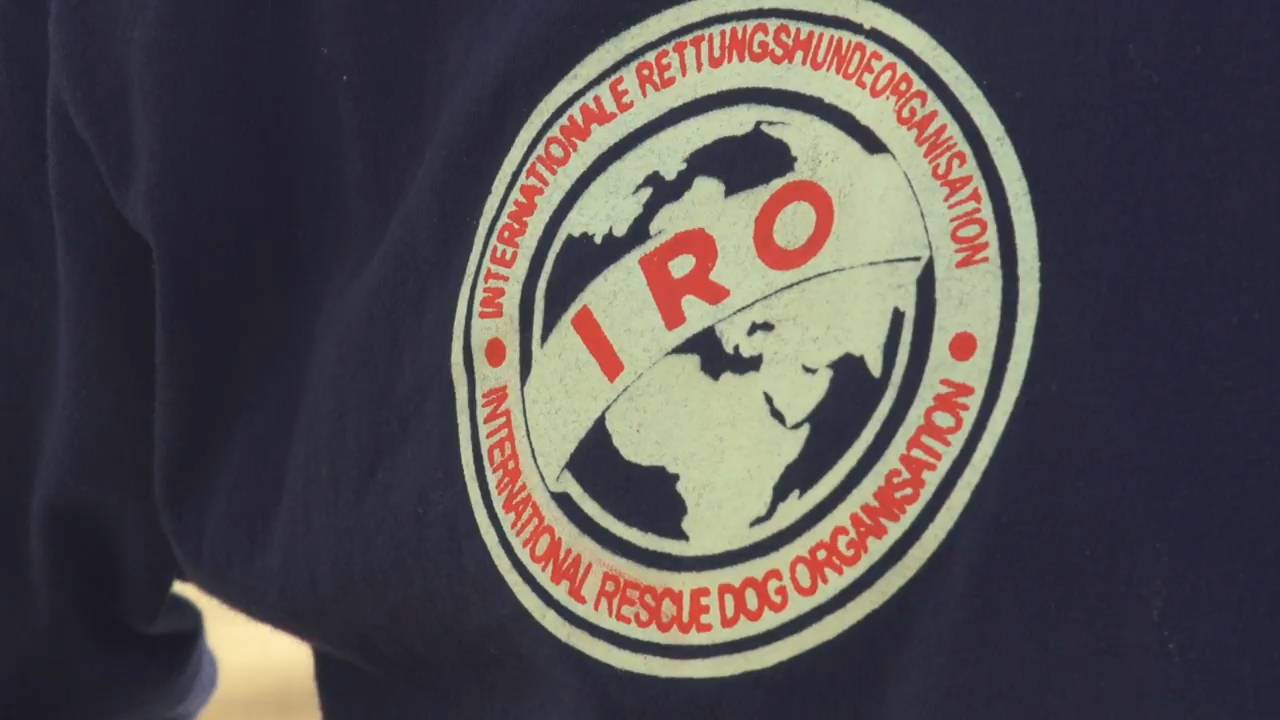 INTERNATIONALE RETTUNGSHUNDEORGANISATION
IRO
INTERNATIONAL RESCUE DOG ORGANISATION